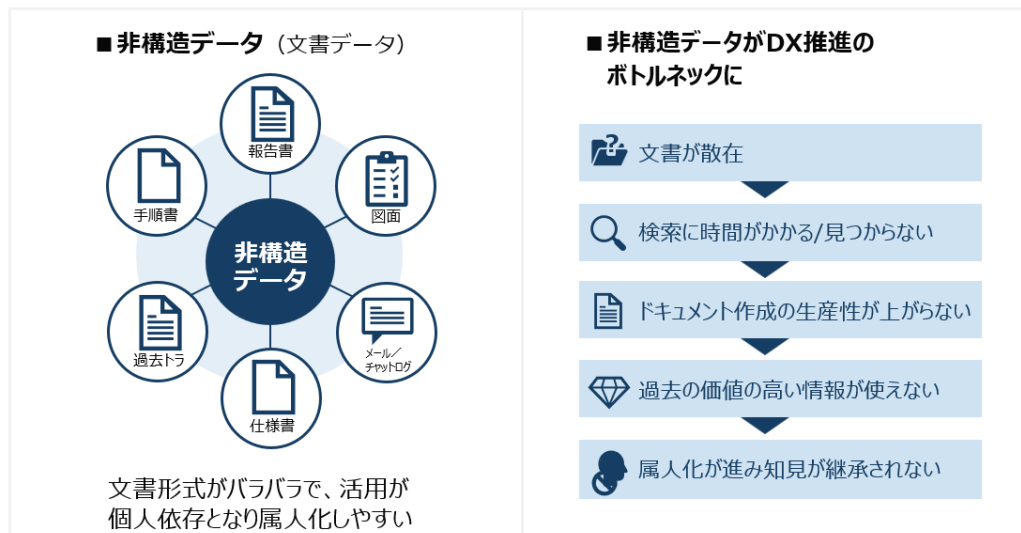 ■非構造データ（文書データ）
報告書
手順書
図面
非構造
データ
過去トラ
メール／
チャットログ
仕様書
文書形式がバラバラで、活用が
個人依存となり属人化しやすい
■非構造データがDX推進の
ボトルネックに
文書が散在
検索に時間がかかる/見つからない
ドキュメント作成の生産性が上がらない
過去の価値の高い情報が使えない
属人化が進み知見が継承されない